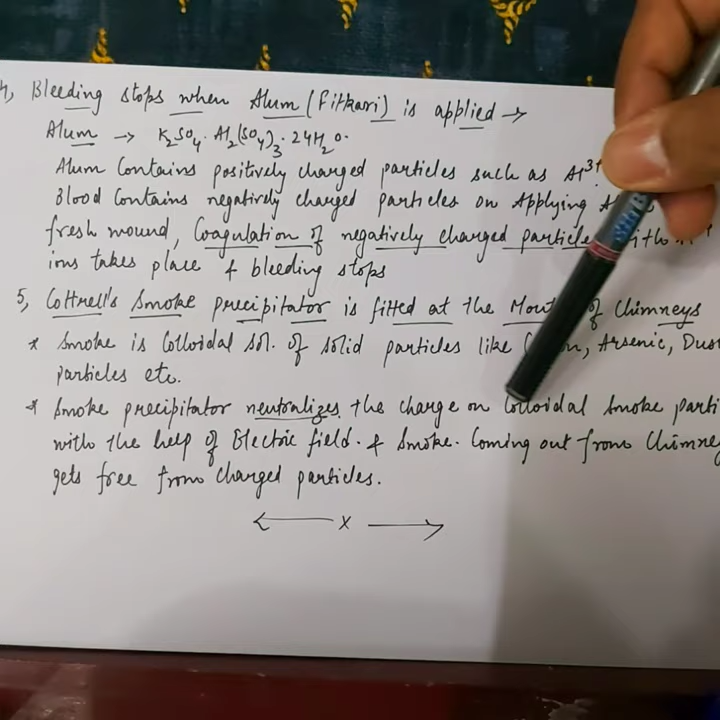 4, Bleeding stops when Alum (Fitkari) is applied →
Alum → K₂SO₄. Al₂(SO₄)₃. 24H₂O.
Alum Contains positively charged particles such as Al³⁺.
Blood Contains negatively charged particles on Applying
fresh wound, Coagulation of negatively charged particles with
ions takes place & bleeding stops
5, Cottrell's Smoke precipitator is fitted at the Mouth of Chimneys
* Smoke is Colloidal sol. of solid particles like Arsenic, Dust
particles etc.
* Smoke precipitator neutralizes the charge on Colloidal Smoke parti
with the help of Electric field. & Smoke. Coming out from Chimney
gets free from charged particles.
← x →